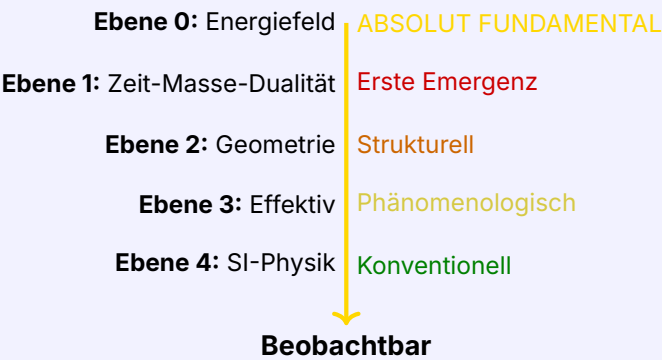 Ebene 0: Energiefeld ABSOLUT FUNDAMENTAL
Ebene 1: Zeit-Masse-Dualität Erste Emergenz
Ebene 2: Geometrie Strukturell
Ebene 3: Effektiv Phänomenologisch
Ebene 4: SI-Physik Konventionell
Beobachtbar